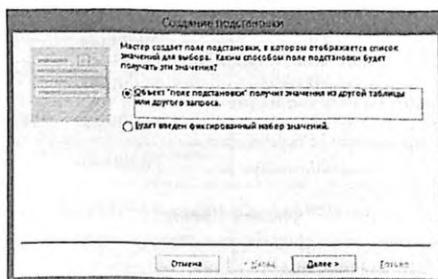 Создание подстановки
Мастер создает поле подстановки, в котором отображается список
значений для выбора. Каким способом поле подстановки будет
получать эти значения?
Объект "поле подстановки" получит значения из другой таблицы
или другого запроса.
Будет введен фиксированный набор значений.
Отмена < Назад Далее > Готово